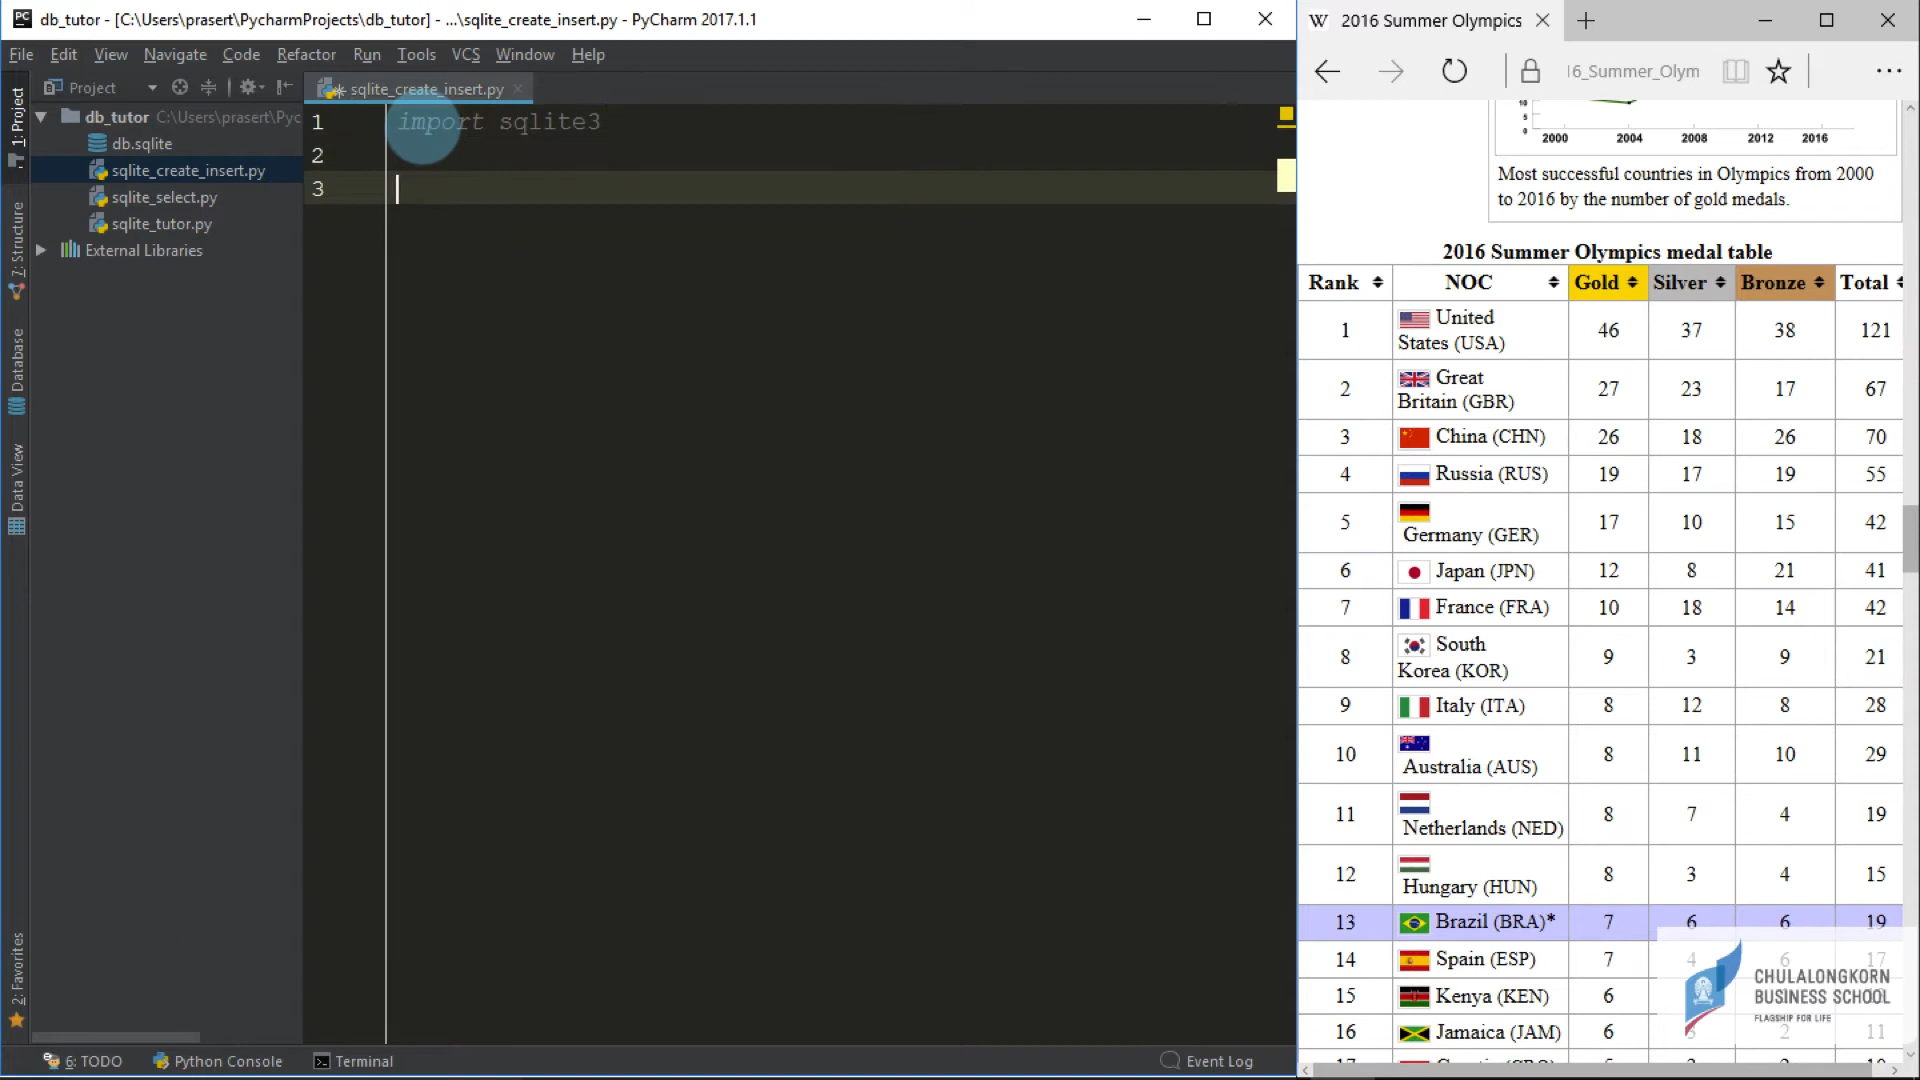 db_tutor - [C:\Users\prasert\PycharmProjects\db_tutor] - ...\sqlite_create_insert.py - PyCharm 2017.1.1
File Edit View Navigate Code Refactor Run Tools VCS Window Help
Project
sqlite_create_insert.py
1: Project
7: Structure
Database
Data View
2: Favorites
db_tutor C:\Users\prasert\Pyc
db.sqlite
sqlite_create_insert.py
sqlite_select.py
sqlite_tutor.py
External Libraries
1 import sqlite3
2
3
6: TODO Python Console Terminal Event Log
W 2016 Summer Olympics
16_Summer_Olym
0
2000 2004 2008 2012 2016
Most successful countries in Olympics from 2000
to 2016 by the number of gold medals.
2016 Summer Olympics medal table
Rank NOC Gold Silver Bronze Total
1 United States (USA) 46 37 38 121
2 Great Britain (GBR) 27 23 17 67
3 China (CHN) 26 18 26 70
4 Russia (RUS) 19 17 19 55
5 Germany (GER) 17 10 15 42
6 Japan (JPN) 12 8 21 41
7 France (FRA) 10 18 14 42
8 South Korea (KOR) 9 3 9 21
9 Italy (ITA) 8 12 8 28
10 Australia (AUS) 8 11 10 29
11 Netherlands (NED) 8 7 4 19
12 Hungary (HUN) 8 3 4 15
13 Brazil (BRA)* 7 6 6 19
14 Spain (ESP) 7 4 6 17
15 Kenya (KEN) 6
16 Jamaica (JAM) 6 2 11
CHULALONGKORN
BUSINESS SCHOOL
FLAGSHIP FOR LIFE